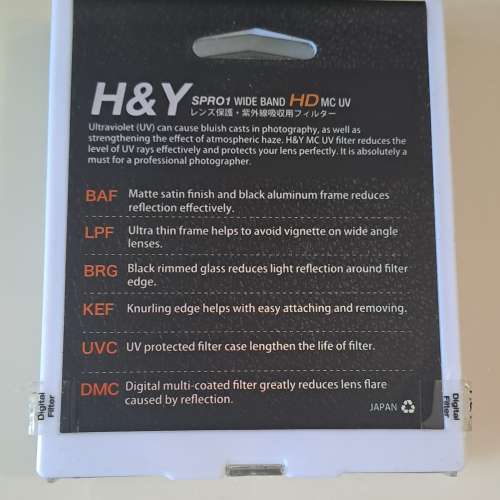 H&Y SPRO1 WIDE BAND HD MC UV
レンズ保護・紫外線吸収用フィルター
Ultraviolet (UV) can cause bluish casts in photography, as well as
strengthening the effect of atmospheric haze. H&Y MC UV filter reduces the
level of UV rays effectively and protects your lens perfectly. It is absolutely a
must for a professional photographer.
BAF Matte satin finish and black aluminum frame reduces
reflection effectively.
LPF Ultra thin frame helps to avoid vignette on wide angle
lenses.
BRG Black rimmed glass reduces light reflection around filter
edge.
KEF Knurling edge helps with easy attaching and removing.
UVC UV protected filter case lengthen the life of filter.
DMC Digital multi-coated filter greatly reduces lens flare
caused by reflection.
JAPAN
Digital
Filter
Digital
Filter